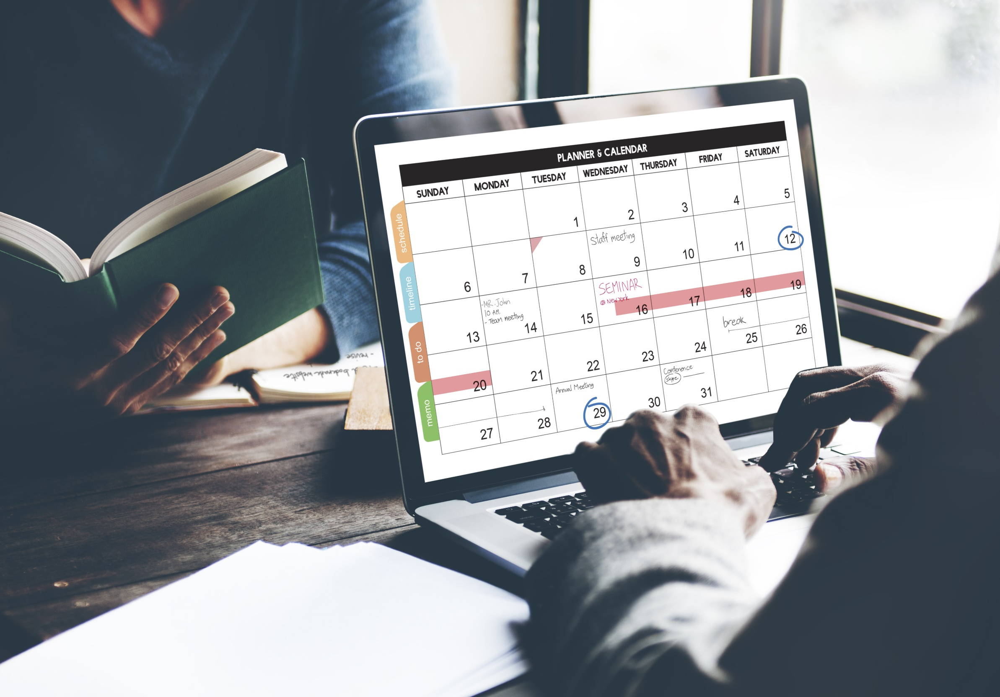 PLANNER & CALENDAR
SUNDAY MONDAY TUESDAY WEDNESDAY THURSDAY FRIDAY SATURDAY
schedule
1 2 3 4 5
Staff meeting
6 7 8 9 10 11 12
timeline
-MR. John
10 AM.
- Team meeting
SEMINAR
@ New York
13 14 15 16 17 18 19
to do
break
20 21 22 23 24 25 26
memo
Annual Meeting
Conference
skype
27 28 29 30 31
- revise
bookmark website